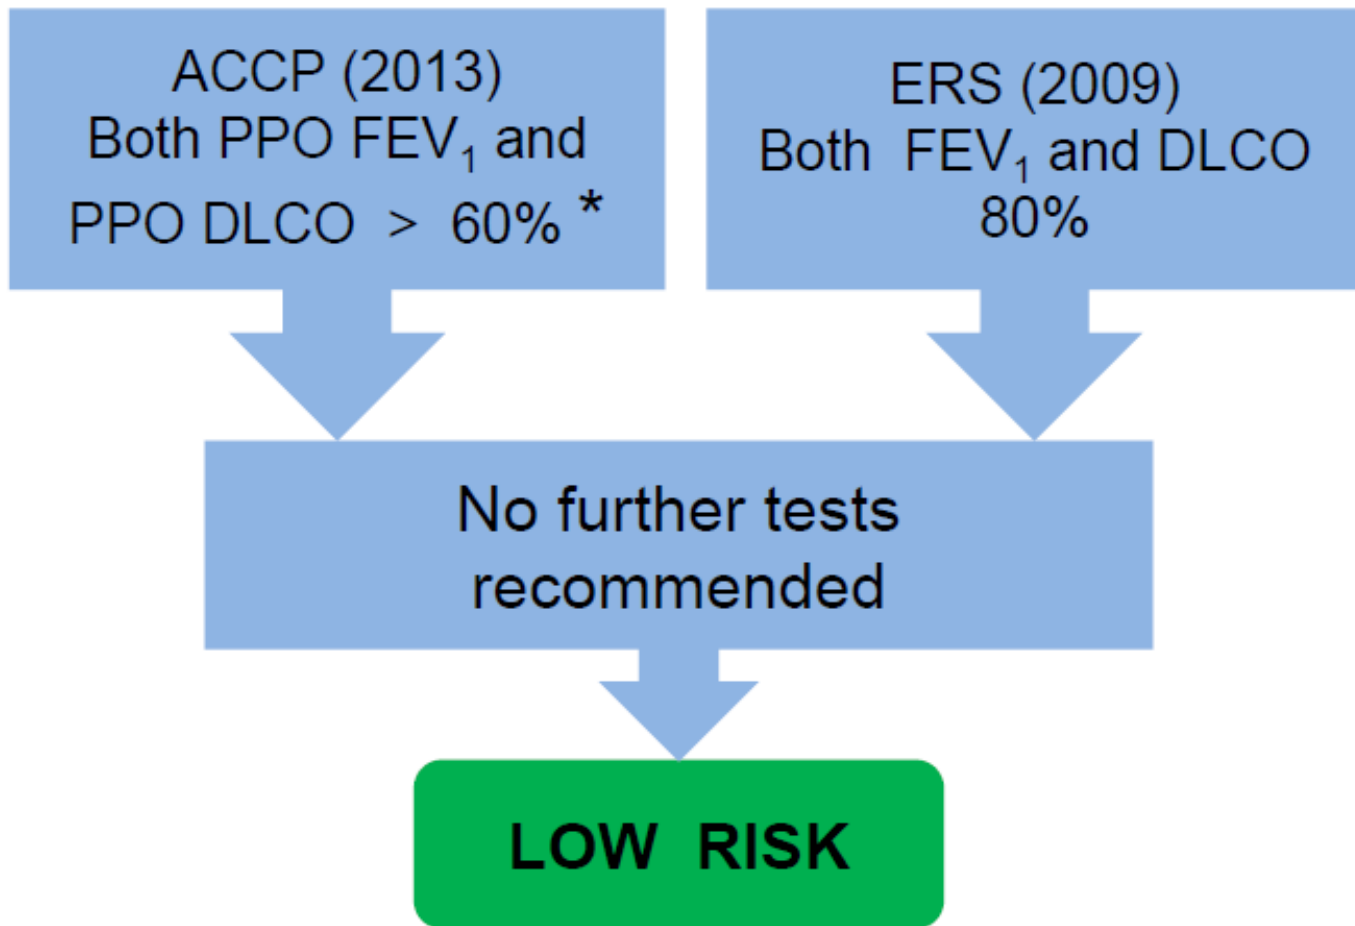 ACCP (2013)
Both PPO FEV₁ and
PPO DLCO > 60% *
ERS (2009)
Both FEV₁ and DLCO
80%
No further tests
recommended
LOW RISK